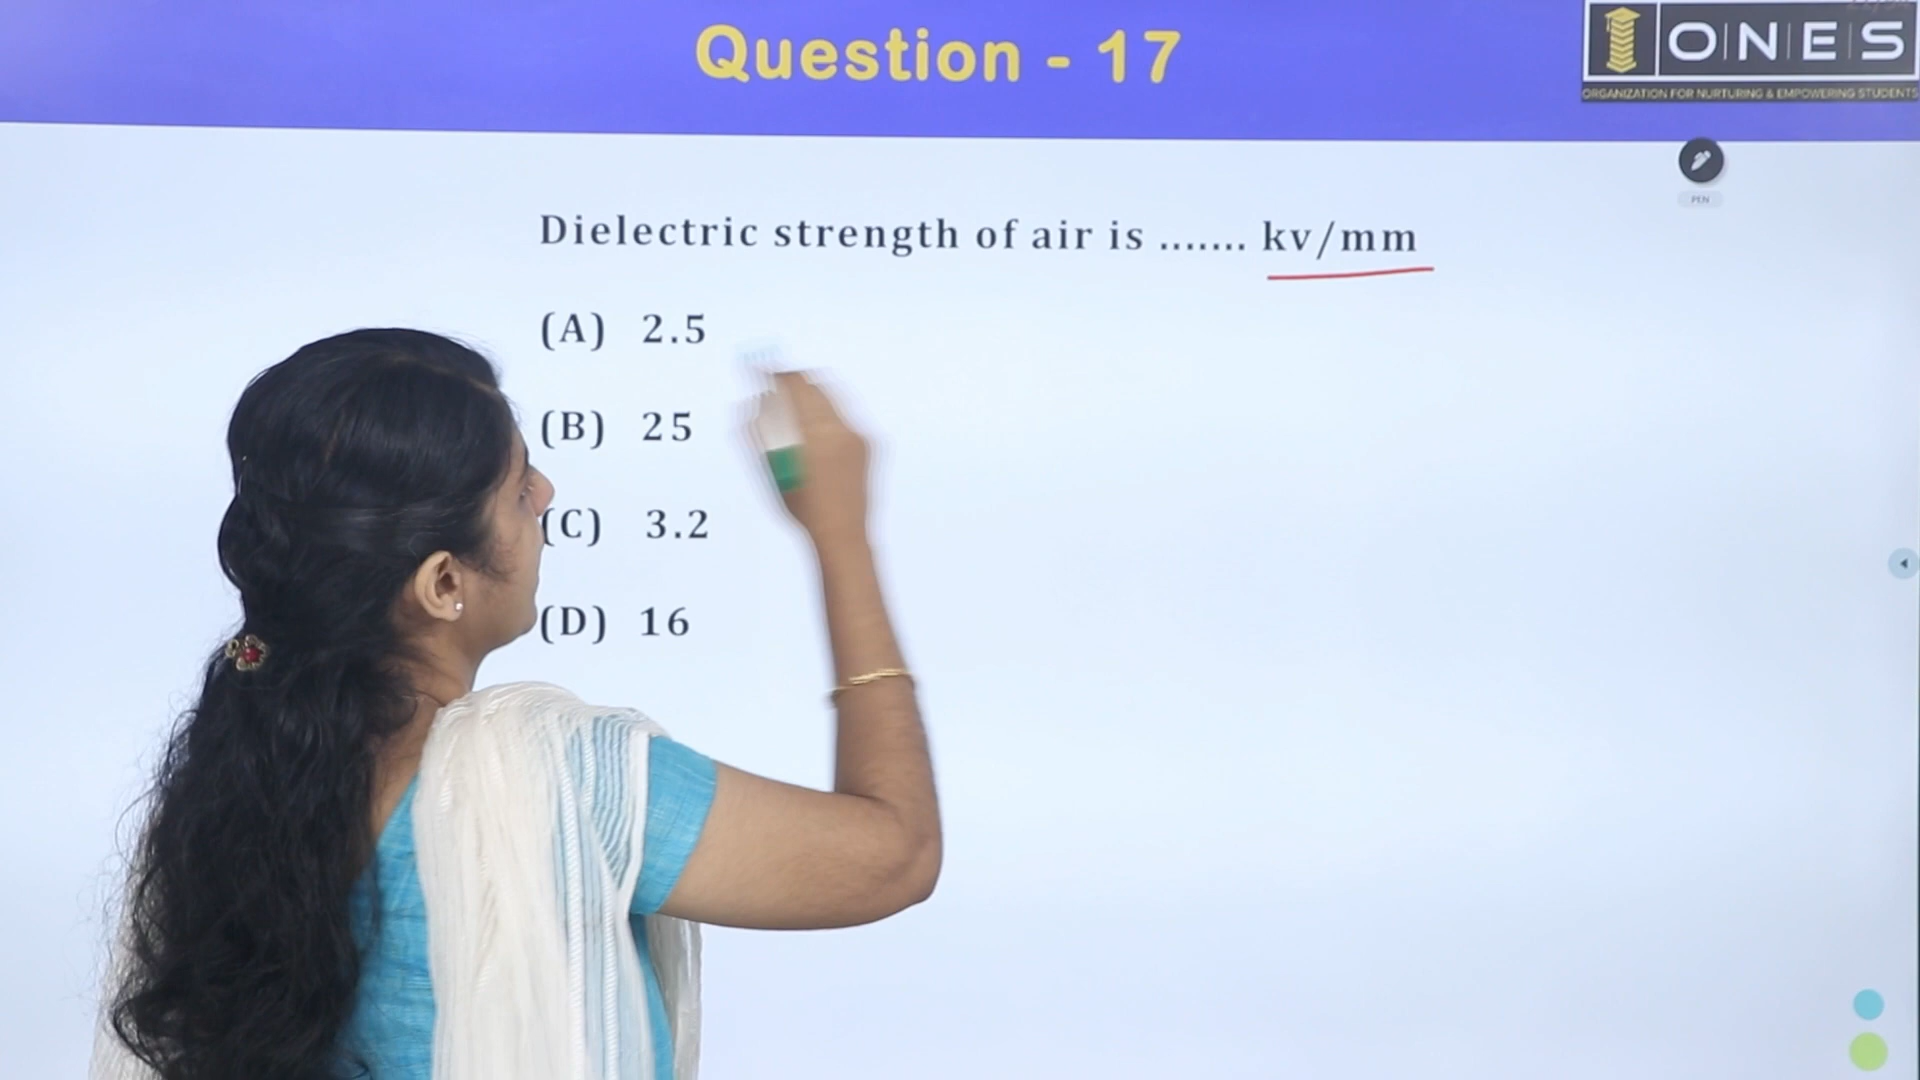 Question - 17
ONES
ORGANIZATION FOR NURTURING & EMPOWERING STUDENTS
PEN
Dielectric strength of air is ....... kv/mm
(A) 2.5
(B) 25
(C) 3.2
(D) 16